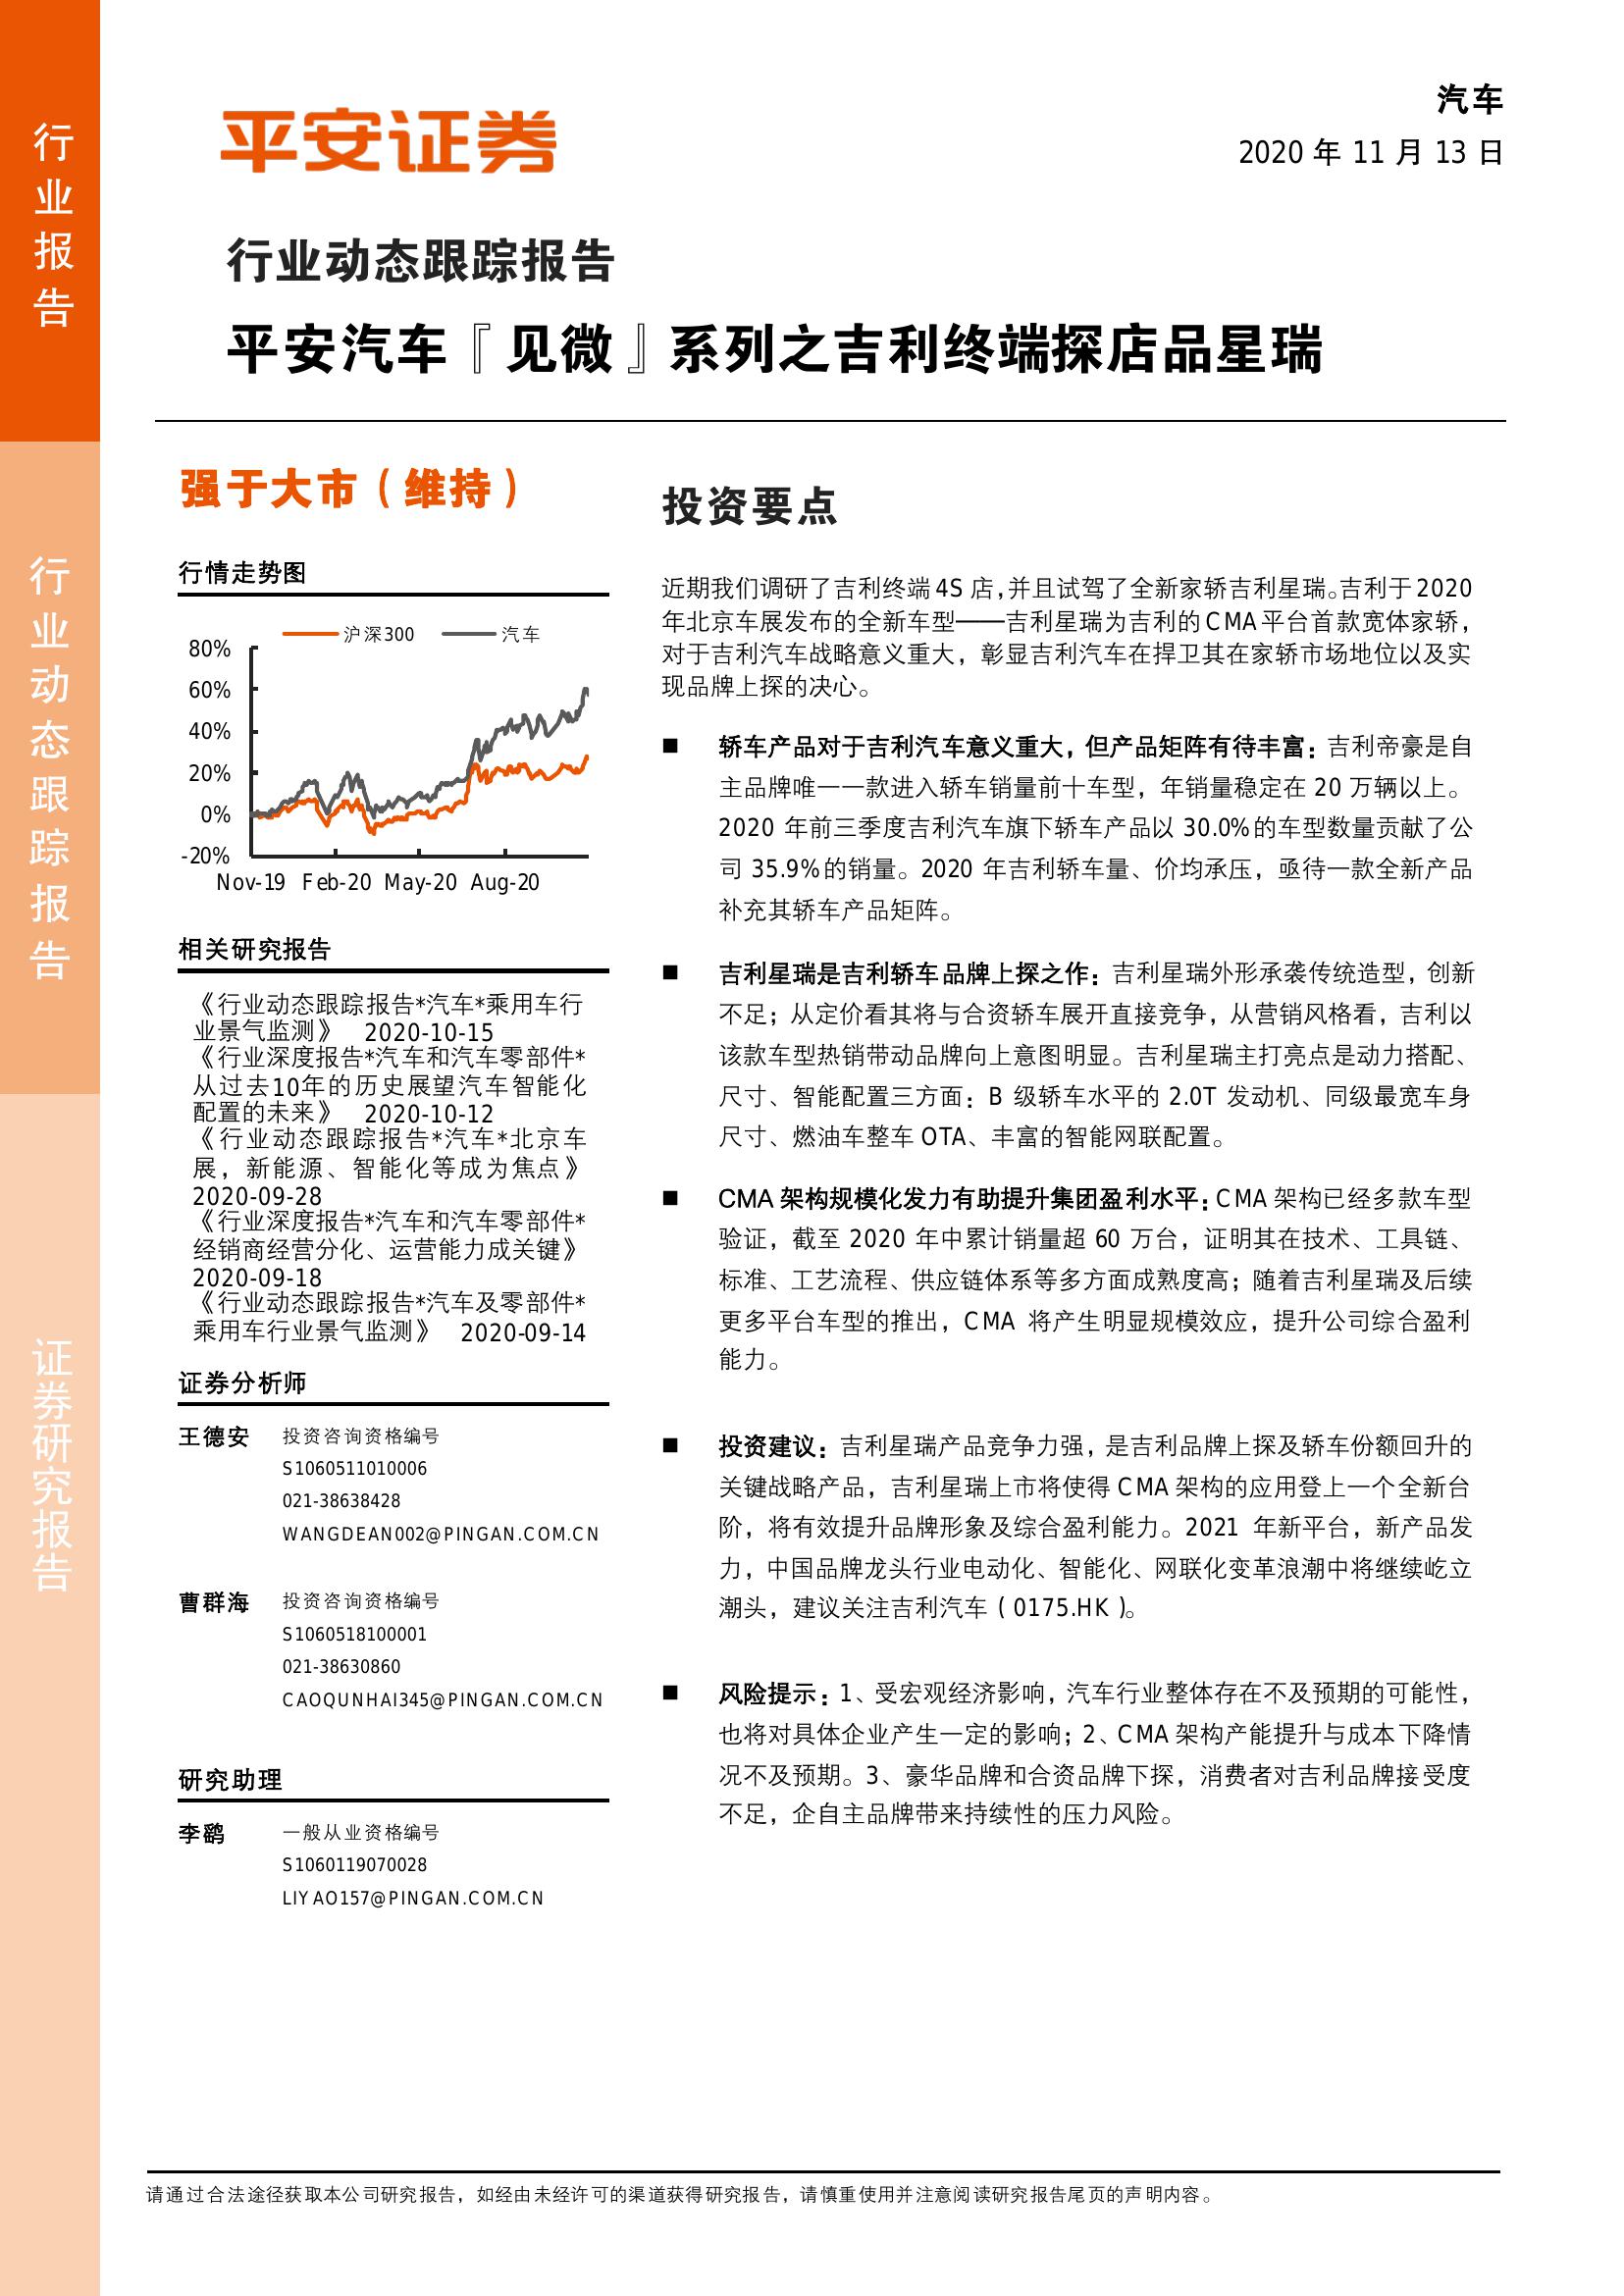 行业报告
行业动态跟踪报告
证券研究报告
平安证券
汽车
2020 年 11 月 13 日
行业动态跟踪报告
平安汽车『见微』系列之吉利终端探店品星瑞
强于大市（维持）
行情走势图
沪深300 汽车
80%
60%
40%
20%
0%
-20%
Nov-19 Feb-20 May-20 Aug-20
相关研究报告
《行业动态跟踪报告*汽车*乘用车行
业景气监测》 2020-10-15
《行业深度报告*汽车和汽车零部件*
从过去10年的历史展望汽车智能化
配置的未来》 2020-10-12
《行业动态跟踪报告*汽车*北京车
展，新能源、智能化等成为焦点》
2020-09-28
《行业深度报告*汽车和汽车零部件*
经销商经营分化、运营能力成关键》
2020-09-18
《行业动态跟踪报告*汽车及零部件*
乘用车行业景气监测》 2020-09-14
证券分析师
王德安 投资咨询资格编号
S1060511010006
021-38638428
WANGDEAN002@PINGAN.COM.CN
曹群海 投资咨询资格编号
S1060518100001
021-38630860
CAOQUNHAI345@PINGAN.COM.CN
研究助理
李鹞 一般从业资格编号
S1060119070028
LIYAO157@PINGAN.COM.CN
投资要点
近期我们调研了吉利终端 4S 店，并且试驾了全新家轿吉利星瑞。吉利于 2020
年北京车展发布的全新车型——吉利星瑞为吉利的 CMA 平台首款宽体家轿，
对于吉利汽车战略意义重大，彰显吉利汽车在捍卫其在家轿市场地位以及实
现品牌上探的决心。
■ 轿车产品对于吉利汽车意义重大，但产品矩阵有待丰富：吉利帝豪是自
主品牌唯一一款进入轿车销量前十车型，年销量稳定在 20 万辆以上。
2020 年前三季度吉利汽车旗下轿车产品以 30.0%的车型数量贡献了公
司 35.9%的销量。2020 年吉利轿车量、价均承压，亟待一款全新产品
补充其轿车产品矩阵。
■ 吉利星瑞是吉利轿车品牌上探之作：吉利星瑞外形承袭传统造型，创新
不足；从定价看其将与合资轿车展开直接竞争，从营销风格看，吉利以
该款车型热销带动品牌向上意图明显。吉利星瑞主打亮点是动力搭配、
尺寸、智能配置三方面：B 级轿车水平的 2.0T 发动机、同级最宽车身
尺寸、燃油车整车 OTA、丰富的智能网联配置。
■ CMA 架构规模化发力有助提升集团盈利水平：CMA 架构已经多款车型
验证，截至 2020 年中累计销量超 60 万台，证明其在技术、工具链、
标准、工艺流程、供应链体系等多方面成熟度高；随着吉利星瑞及后续
更多平台车型的推出，CMA 将产生明显规模效应，提升公司综合盈利
能力。
■ 投资建议：吉利星瑞产品竞争力强，是吉利品牌上探及轿车份额回升的
关键战略产品，吉利星瑞上市将使得 CMA 架构的应用登上一个全新台
阶，将有效提升品牌形象及综合盈利能力。2021 年新平台，新产品发
力，中国品牌龙头行业电动化、智能化、网联化变革浪潮中将继续屹立
潮头，建议关注吉利汽车（0175.HK）。
■ 风险提示：1、受宏观经济影响，汽车行业整体存在不及预期的可能性，
也将对具体企业产生一定的影响；2、CMA 架构产能提升与成本下降情
况不及预期。3、豪华品牌和合资品牌下探，消费者对吉利品牌接受度
不足，企自主品牌带来持续性的压力风险。
请通过合法途径获取本公司研究报告，如经由未经许可的渠道获得研究报告，请慎重使用并注意阅读研究报告尾页的声明内容。